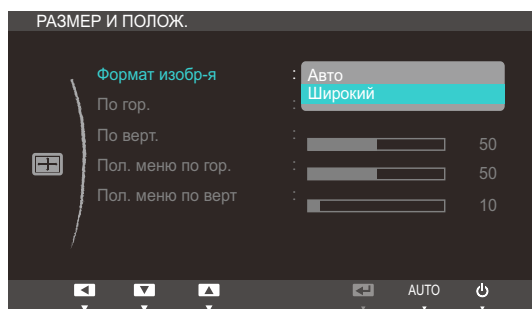 РАЗМЕР И ПОЛОЖ.
Формат изобр-я : Авто
Широкий
По гор. :
По верт. : 50
Пол. меню по гор. : 50
Пол. меню по верт : 10
AUTO